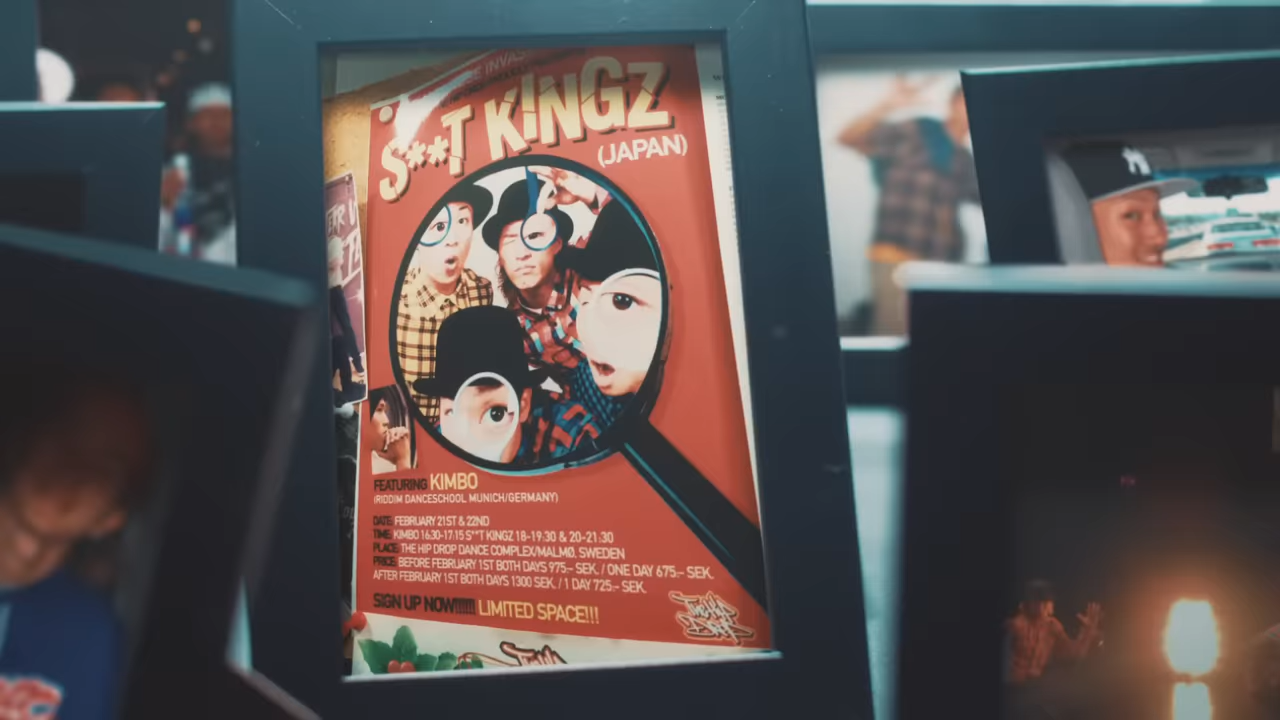 S**T KINGZ
(JAPAN)
FEATURING KIMBO
(RIDDIM DANCESCHOOL MUNICH/GERMANY)
DATE: FEBRUARY 21ST & 22ND
TIME: KIMBO 16.30-17.15 S**T KINGZ 18-19:30 & 20-21:30
PLACE: THE HIP DROP DANCE COMPLEX/MALMØ, SWEDEN
PRICE: BEFORE FEBRUARY 1ST BOTH DAYS 975:- SEK. / ONE DAY 675:- SEK.
AFTER FEBRUARY 1ST BOTH DAYS 1300 SEK. / 1 DAY 725:- SEK.
SIGN UP NOW!!!!!! LIMITED SPACE!!!
THE HIP
DROP